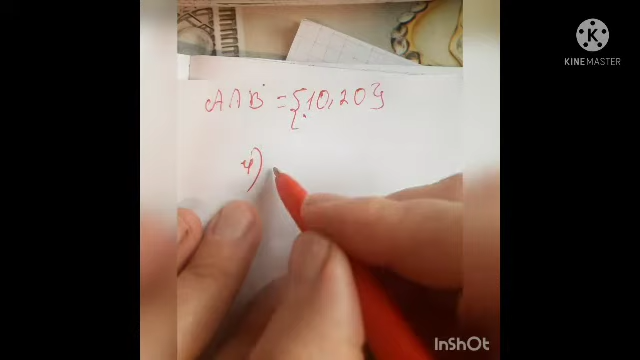 A∩B = {10,20}
4)
K
KINEMASTER
InShOt